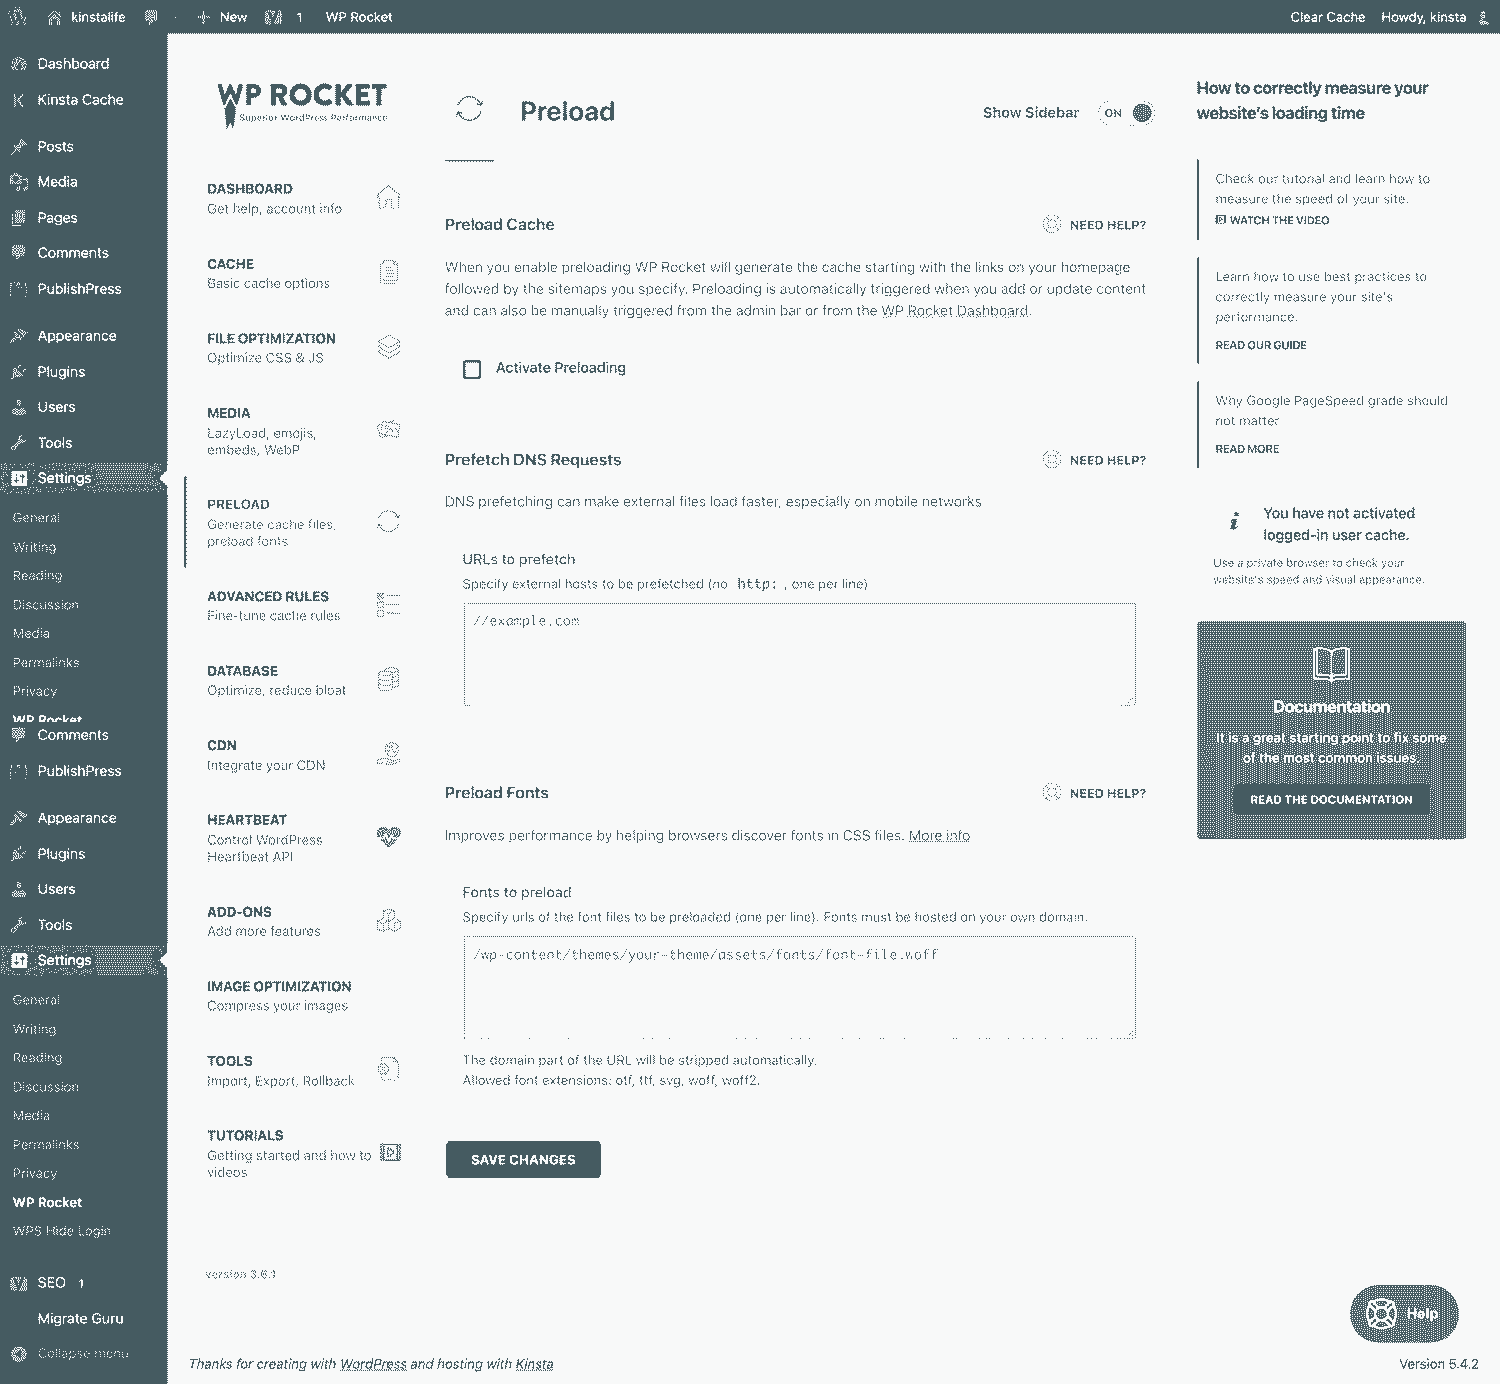 kinstalife
New
1
WP Rocket
Clear Cache
Howdy, kinsta
Dashboard
Kinsta Cache
Posts
Media
Pages
Comments
PublishPress
Appearance
Plugins
Users
Tools
Settings
General
Writing
Reading
Discussion
Media
Permalinks
Privacy
WP Rocket
Comments
PublishPress
Appearance
Plugins
Users
Tools
Settings
General
Writing
Reading
Discussion
Media
Permalinks
Privacy
WP Rocket
WPS Hide Login
SEO 1
Migrate Guru
Collapse menu
WP ROCKET
Superior WordPress Performance
DASHBOARD
Get help, account info
CACHE
Basic cache options
FILE OPTIMIZATION
Optimize CSS & JS
MEDIA
LazyLoad, emojis,
embeds, WebP
PRELOAD
Generate cache files,
preload fonts
ADVANCED RULES
Fine-tune cache rules
DATABASE
Optimize, reduce bloat
CDN
Integrate your CDN
HEARTBEAT
Control WordPress
Heartbeat API
ADD-ONS
Add more features
IMAGE OPTIMIZATION
Compress your images
TOOLS
Import, Export, Rollback
TUTORIALS
Getting started and how to
videos
version 3.6.1
Preload
Show Sidebar
ON
Preload Cache
NEED HELP?
When you enable preloading WP Rocket will generate the cache starting with the links on your homepage
followed by the sitemaps you specify. Preloading is automatically triggered when you add or update content
and can also be manually triggered from the admin bar or from the WP Rocket Dashboard.
Activate Preloading
Prefetch DNS Requests
NEED HELP?
DNS prefetching can make external files load faster, especially on mobile networks
URLs to prefetch
Specify external hosts to be prefetched (no http: , one per line)
//example.com
Preload Fonts
NEED HELP?
Improves performance by helping browsers discover fonts in CSS files. More info
Fonts to preload
Specify urls of the font files to be preloaded (one per line). Fonts must be hosted on your own domain.
/wp-content/themes/your-theme/assets/fonts/font-file.woff
The domain part of the URL will be stripped automatically.
Allowed font extensions: otf, ttf, svg, woff, woff2.
SAVE CHANGES
How to correctly measure your
website's loading time
Check our tutorial and learn how to
measure the speed of your site.
WATCH THE VIDEO
Learn how to use best practices to
correctly measure your site's
performance.
READ OUR GUIDE
Why Google PageSpeed grade should
not matter
READ MORE
You have not activated
logged-in user cache.
Use a private browser to check your
website's speed and visual appearance.
Documentation
It is a great starting point to fix some
of the most common issues.
READ THE DOCUMENTATION
Help
Thanks for creating with WordPress and hosting with Kinsta
Version 5.4.2